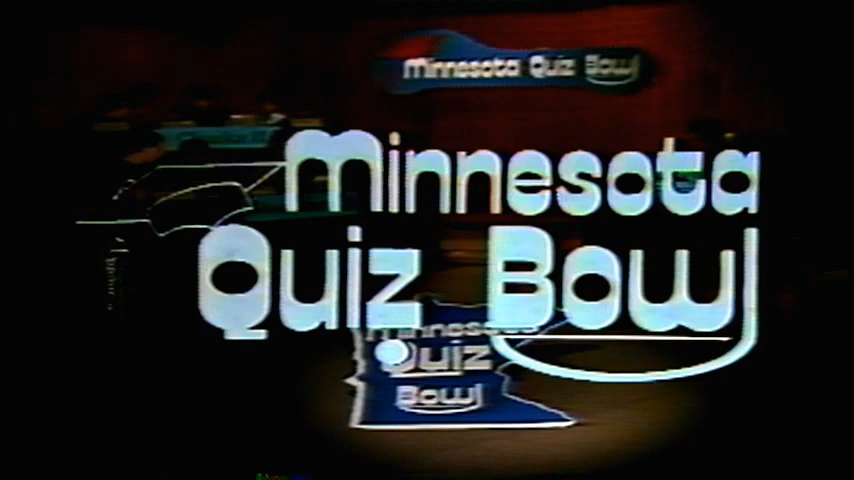 Minnesota Quiz Bowl
Minnesota
Quiz Bowl
Minnesota
Quiz
Bowl